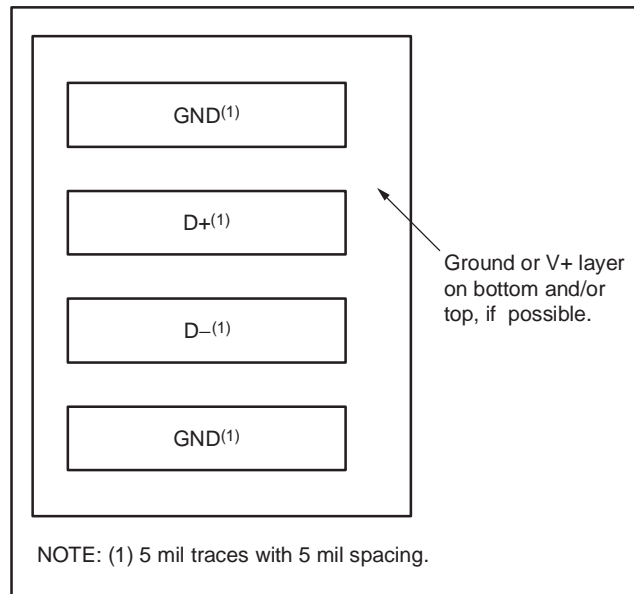 GND(1)
D+(1)
D−(1)
GND(1)
Ground or V+ layer
on bottom and/or
top, if possible.
NOTE: (1) 5 mil traces with 5 mil spacing.